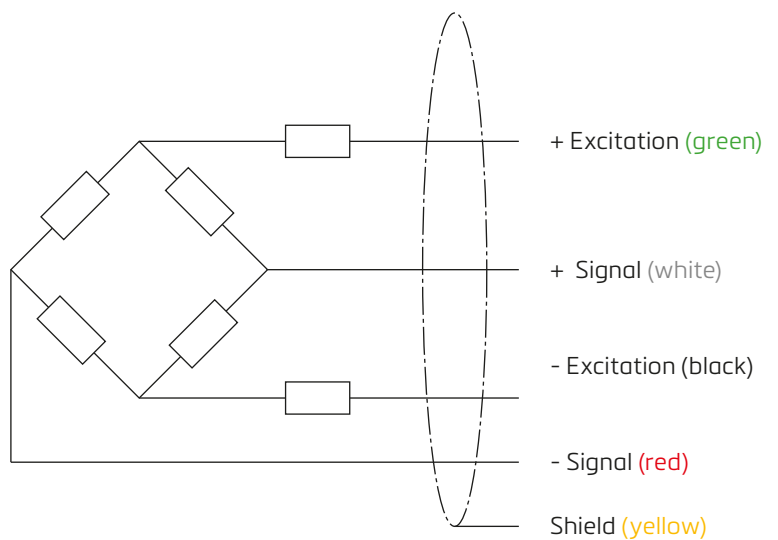 + Excitation (green)
+ Signal (white)
- Excitation (black)
- Signal (red)
Shield (yellow)